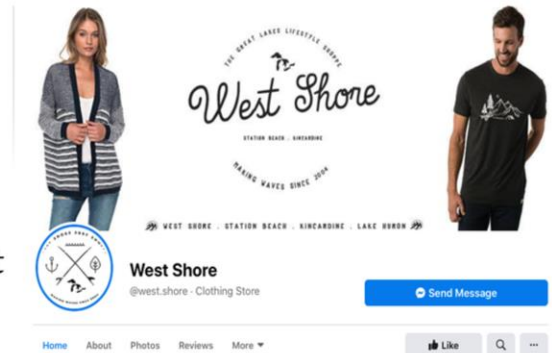 THE GREAT LAKES LIFESTYLE SHOPPE
West Shore
STATION BEACH . KINCARDINE
MAKING WAVES SINCE 2004
WEST SHORE . STATION BEACH . KINCARDINE . LAKE HURON
West Shore
@west.shore · Clothing Store
Send Message
Home About Photos Reviews More
Like